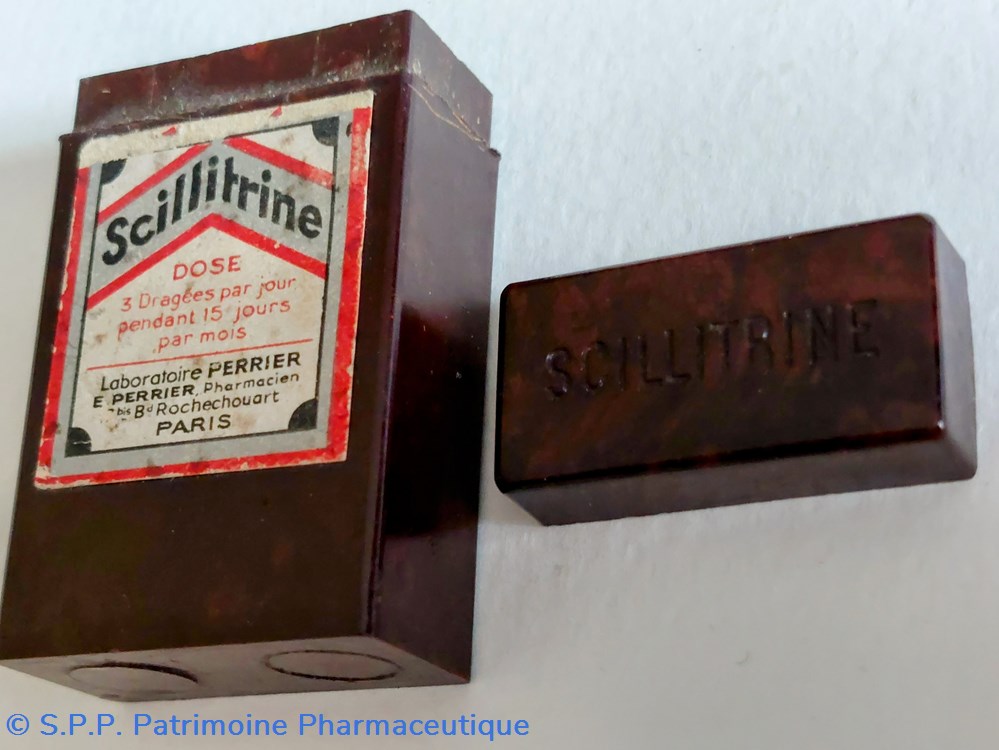 Scillitrine
DOSE
3 Dragées par jour
pendant 15 jours
par mois
Laboratoire PERRIER
E. PERRIER, Pharmacien
bis Bd Rochechouart
PARIS
SCILLITRINE
© S.P.P. Patrimoine Pharmaceutique